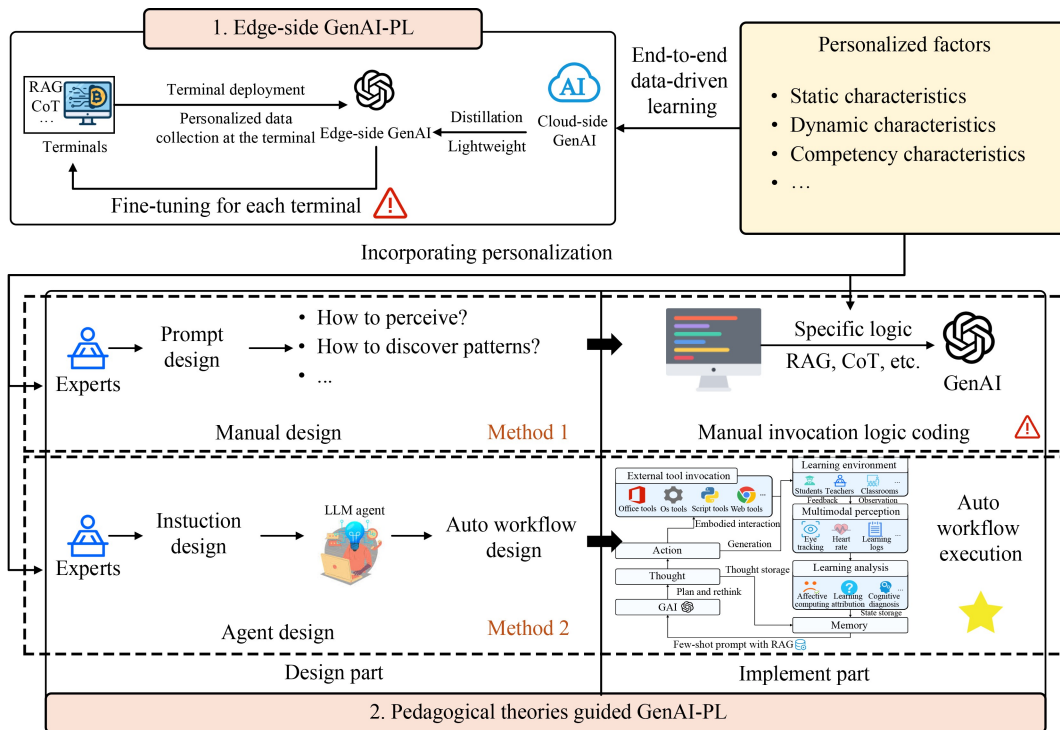 1. Edge-side GenAI-PL
RAG
CoT
...
Terminals
Terminal deployment
Personalized data
collection at the terminal
Edge-side GenAI
Distillation
Lightweight
AI
Cloud-side
GenAI
Fine-tuning for each terminal
End-to-end
data-driven
learning
Personalized factors
• Static characteristics
• Dynamic characteristics
• Competency characteristics
• …
Incorporating personalization
Experts
Prompt
design
• How to perceive?
• How to discover patterns?
• ...
Manual design
Method 1
Specific logic
RAG, CoT, etc.
GenAI
Manual invocation logic coding
Experts
Instuction
design
LLM agent
Auto workflow
design
Agent design
Method 2
External tool invocation
Office tools
Os tools
Script tools
Web tools
...
Embodied interaction
Action
Generation
Thought
Thought storage
Plan and rethink
GAI
Few-shot prompt with RAG
Learning environment
Students
Teachers
Classrooms
...
Feedback
Observation
Multimodal perception
Eye
tracking
Heart
rate
Learning
logs
...
Learning analysis
Affective
computing
Learning
attribution
Cognitive
diagnosis
...
State storage
Memory
Auto
workflow
execution
Design part
Implement part
2. Pedagogical theories guided GenAI-PL